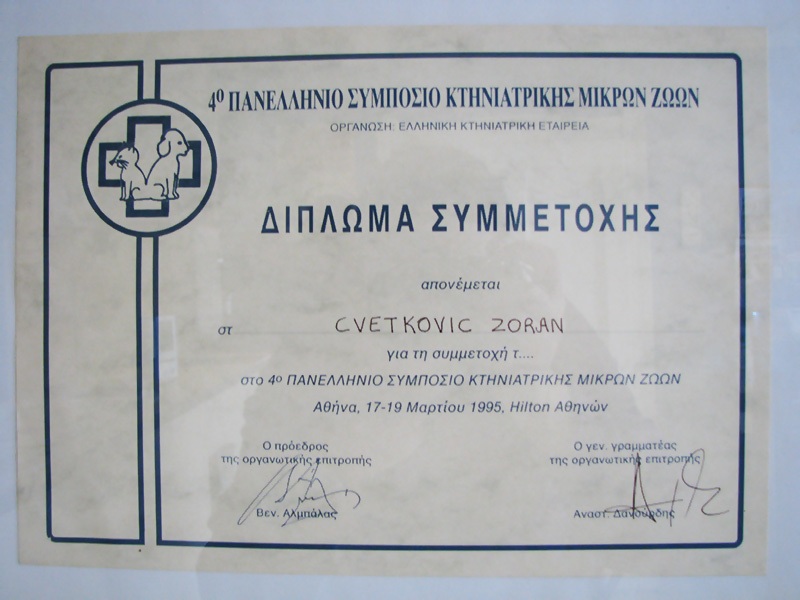 4º ΠΑΝΕΛΛΗΝΙΟ ΣΥΜΠΟΣΙΟ ΚΤΗΝΙΑΤΡΙΚΗΣ ΜΙΚΡΩΝ ΖΩΩΝ
ΟΡΓΑΝΩΣΗ: ΕΛΛΗΝΙΚΗ ΚΤΗΝΙΑΤΡΙΚΗ ΕΤΑΙΡΕΙΑ
ΔΙΠΛΩΜΑ ΣΥΜΜΕΤΟΧΗΣ
απονέμεται
στ CVETKOVIC ZORAN
για τη συμμετοχή τ....
στο 4º ΠΑΝΕΛΛΗΝΙΟ ΣΥΜΠΟΣΙΟ ΚΤΗΝΙΑΤΡΙΚΗΣ ΜΙΚΡΩΝ ΖΩΩΝ
Αθήνα, 17-19 Μαρτίου 1995, Hilton Αθηνών
Ο πρόεδρος
της οργανωτικής επιτροπής
Βεν. Αλμπάλας
Ο γεν. γραμματέας
της οργανωτικής επιτροπής
Αναστ.